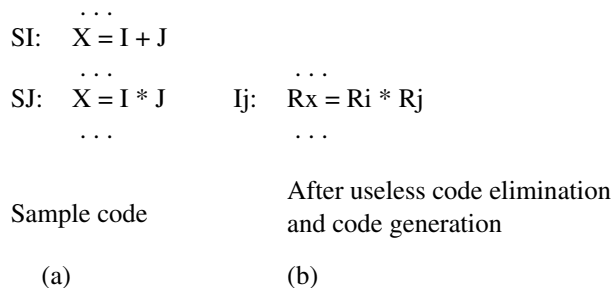 . . .
SI: X = I + J
. . .
SJ: X = I * J
. . .
Sample code
(a)
. . .
Ij: Rx = Ri * Rj
. . .
After useless code elimination
and code generation
(b)